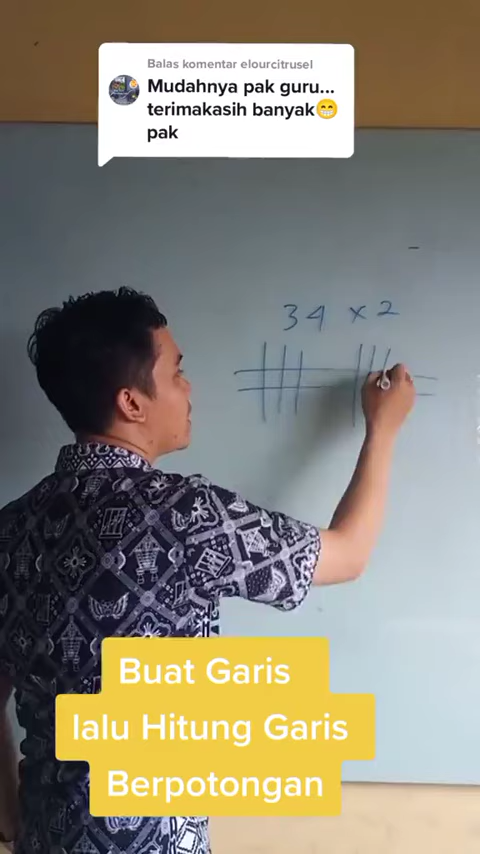 Balas komentar elourcitrusel
Mudahnya pak guru...
terimakasih banyak😁
pak
34 x 2
Buat Garis
lalu Hitung Garis
Berpotongan